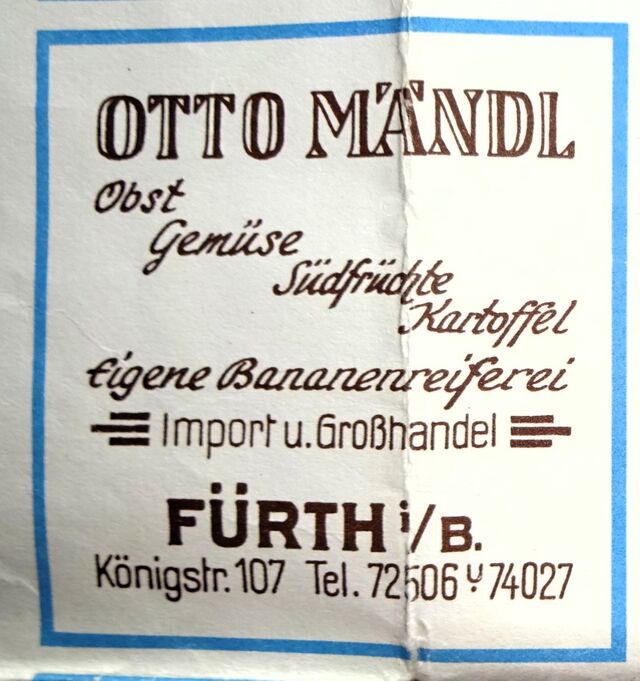 OTTO MÄNDL
Obst
Gemüse
Südfrüchte
Kartoffel
Eigene Bananenreiferei
Import u. Großhandel
FÜRTH i/B.
Königstr. 107 Tel. 72506 u 74027